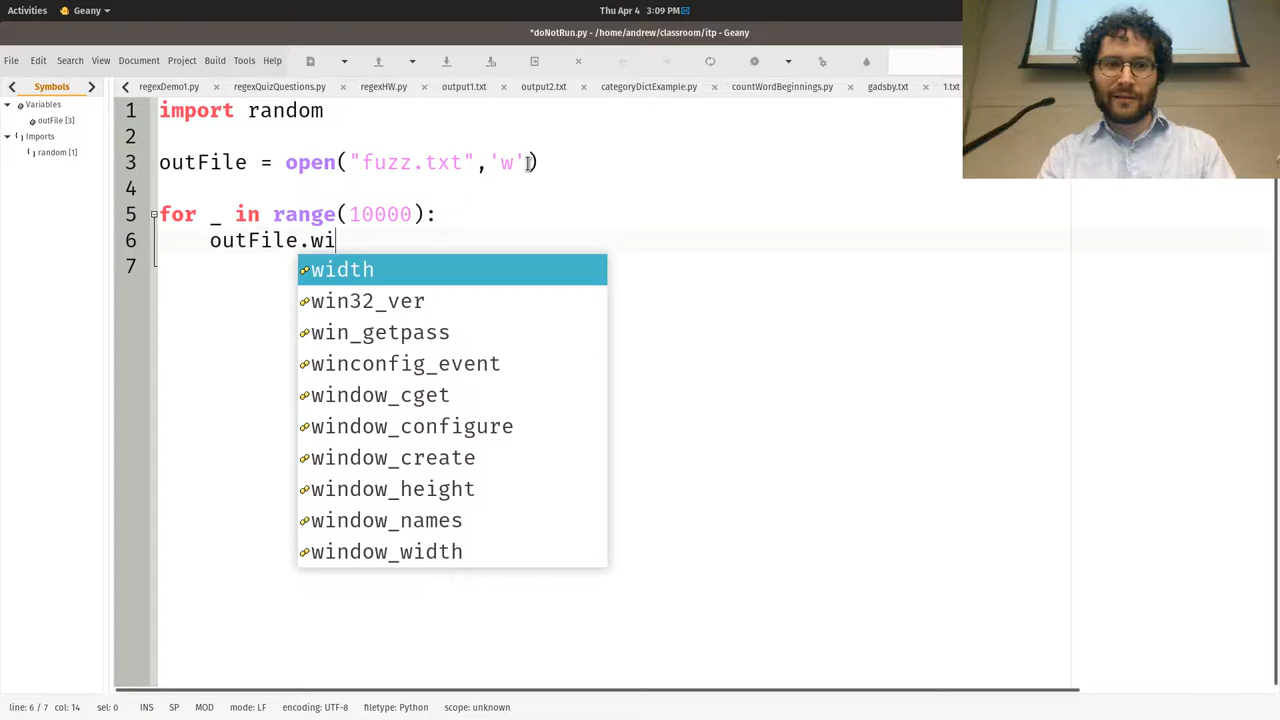 Activities
Geany
Thu Apr 4 3:09 PM
*doNotRun.py - /home/andrew/classroom/itp - Geany
File Edit Search View Document Project Build Tools Help
Symbols
regexDemo1.py regexQuizQuestions.py regexHW.py output1.txt output2.txt categoryDictExample.py countWordBeginnings.py gadsby.txt 1.txt
Variables
outFile [3]
Imports
random [1]
1 import random
2
3 outFile = open("fuzz.txt",'w')
4
5 for _ in range(10000):
6 outFile.wi
7
width
win32_ver
win_getpass
winconfig_event
window_cget
window_configure
window_create
window_height
window_names
window_width
line: 6 / 7 col: 14 sel: 0 INS SP MOD mode: LF encoding: UTF-8 filetype: Python scope: unknown